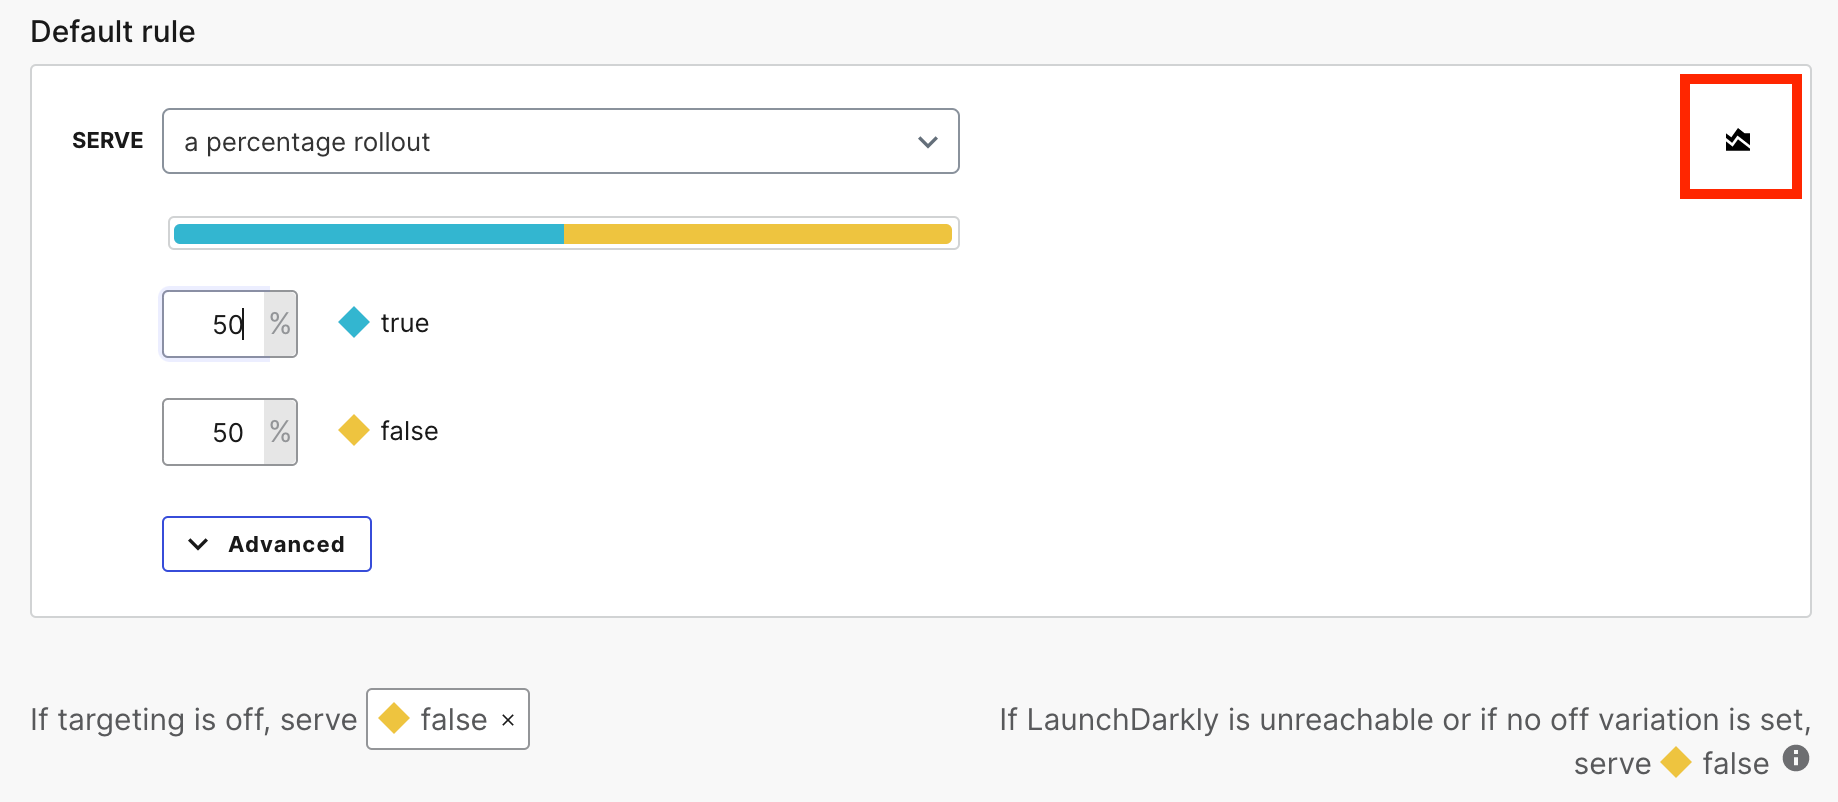 Default rule
SERVE a percentage rollout
50 % true
50 % false
Advanced
If targeting is off, serve false ×
If LaunchDarkly is unreachable or if no off variation is set,
serve false